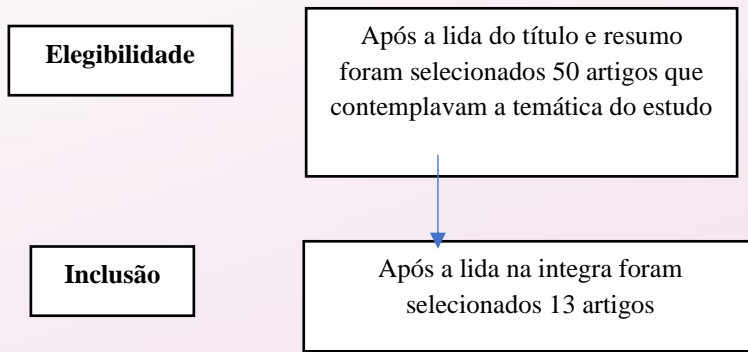 Elegibilidade
Após a lida do título e resumo
foram selecionados 50 artigos que
contemplavam a temática do estudo
Inclusão
Após a lida na integra foram
selecionados 13 artigos